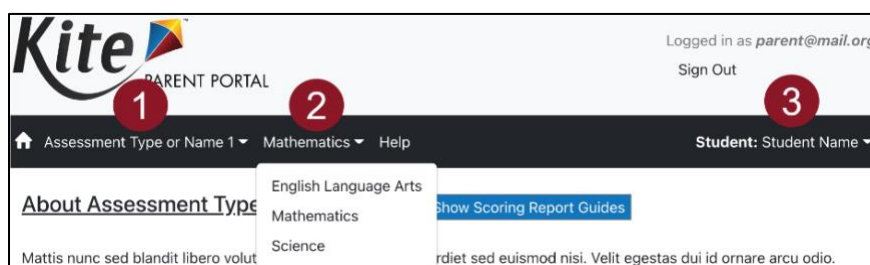 Kite
PARENT PORTAL
Logged in as parent@mail.org
Sign Out
1
2
3
Assessment Type or Name 1 Mathematics Help Student: Student Name
English Language Arts
Mathematics
Science
About Assessment Type
Show Scoring Report Guides
Mattis nunc sed blandit libero volut rdiet sed euismod nisi. Velit egestas dui id ornare arcu odio.